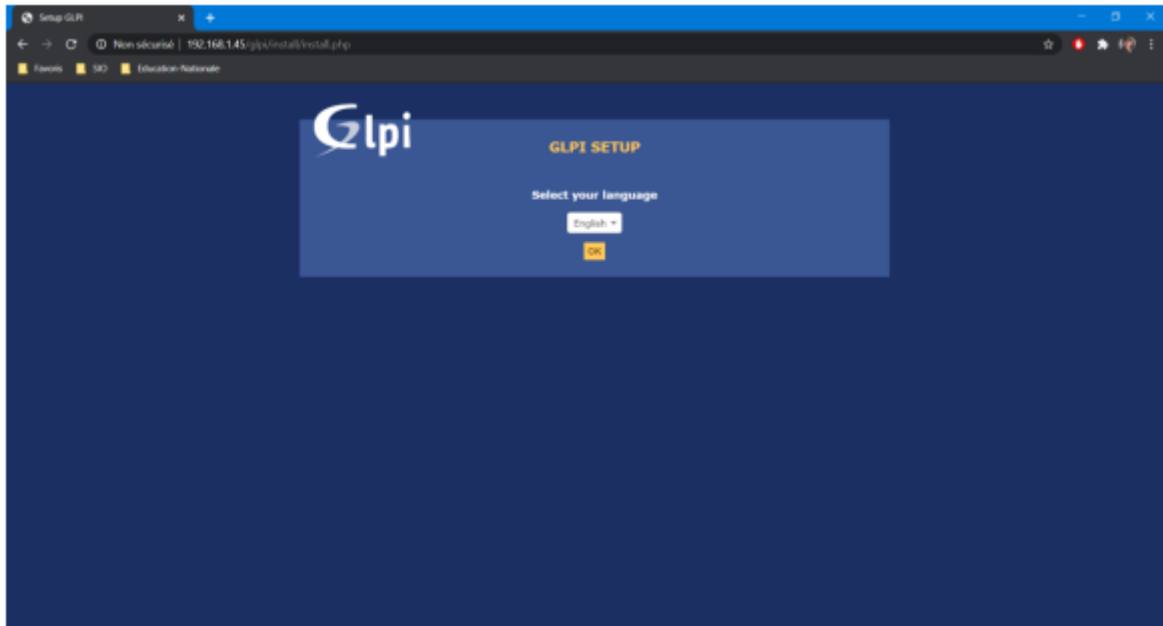 Setup GLPI
Non sécurisé | 192.168.1.45/glpi/install/install.php
Favoris SIO Education-Nationale
Glpi
GLPI SETUP
Select your language
English
OK